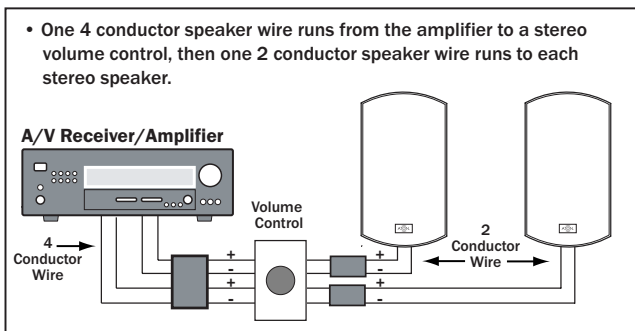 • One 4 conductor speaker wire runs from the amplifier to a stereo
volume control, then one 2 conductor speaker wire runs to each
stereo speaker.
A/V Receiver/Amplifier
Volume
Control
4
Conductor
Wire
2
Conductor
Wire
+
-
+
-
+
-
+
-